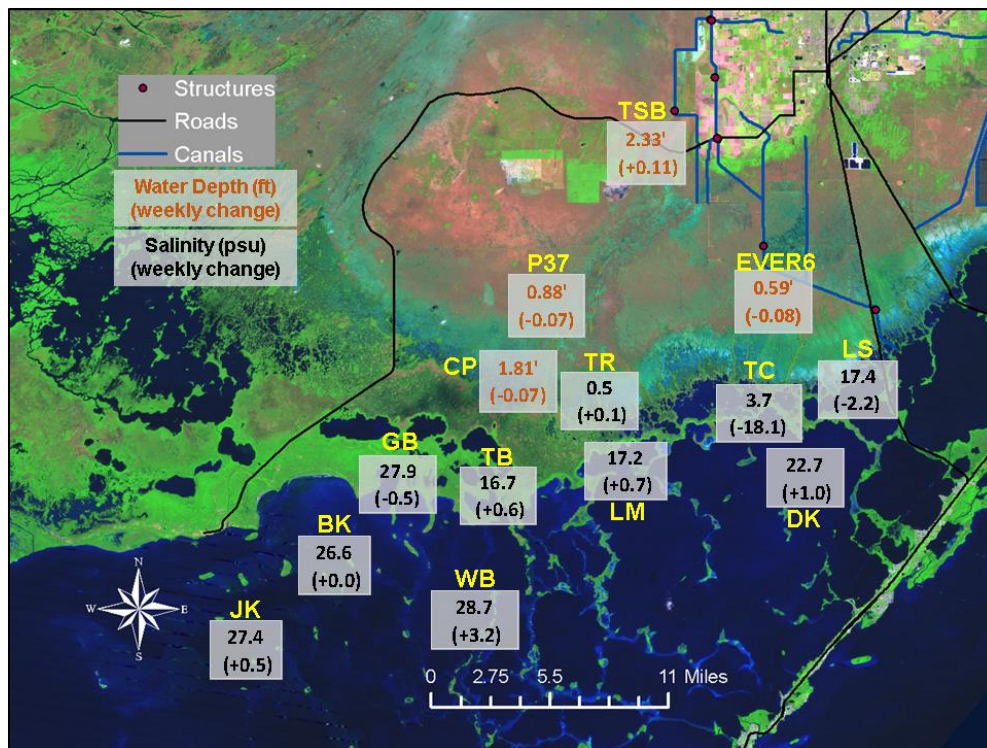 Structures
Roads
Canals
Water Depth (ft)
(weekly change)
Salinity (psu)
(weekly change)
TSB
2.33'
(+0.11)
P37
0.88'
(-0.07)
EVER6
0.59'
(-0.08)
CP
1.81'
(-0.07)
TR
0.5
(+0.1)
TC
3.7
(-18.1)
LS
17.4
(-2.2)
GB
27.9
(-0.5)
TB
16.7
(+0.6)
17.2
(+0.7)
LM
22.7
(+1.0)
DK
BK
26.6
(+0.0)
WB
28.7
(+3.2)
JK
27.4
(+0.5)
N
W
E
S
0 2.75 5.5 11 Miles